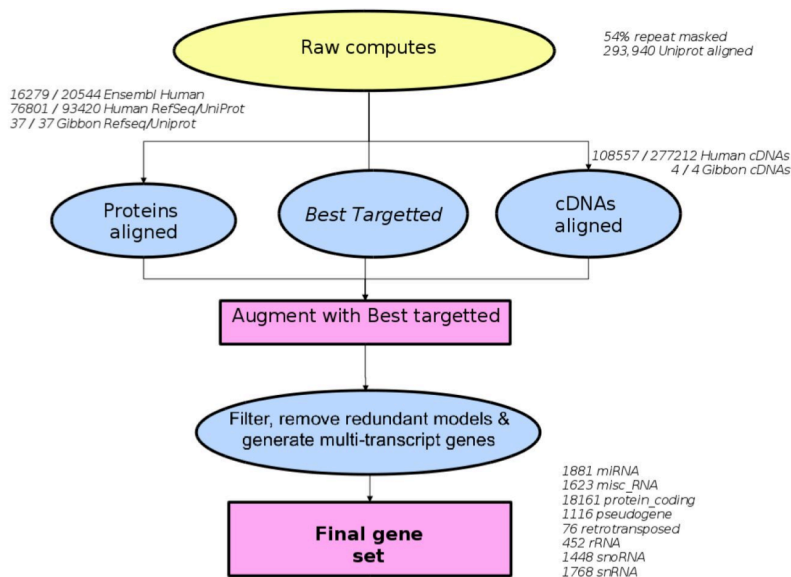 Raw computes
54% repeat masked
293,940 Uniprot aligned
16279 / 20544 Ensembl Human
76801 / 93420 Human RefSeq/UniProt
37 / 37 Gibbon Refseq/Uniprot
108557 / 277212 Human cDNAs
4 / 4 Gibbon cDNAs
Proteins
aligned
Best Targetted
cDNAs
aligned
Augment with Best targetted
Filter, remove redundant models &
generate multi-transcript genes
1881 miRNA
1623 misc_RNA
18161 protein_coding
1116 pseudogene
76 retrotransposed
452 rRNA
1448 snoRNA
1768 snRNA
Final gene
set